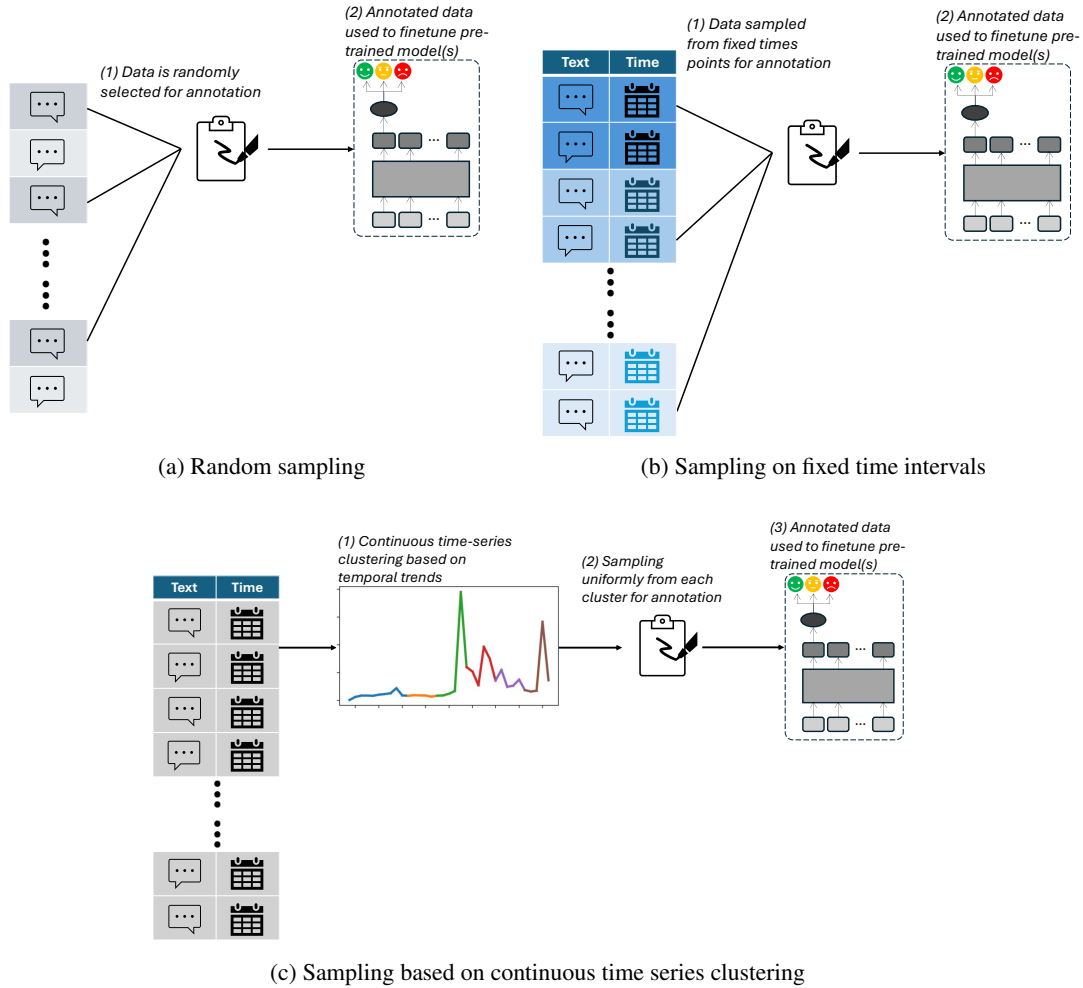 (1) Data is randomly
selected for annotation
(2) Annotated data
used to finetune pre-
trained model(s)
...
...
(a) Random sampling
Text Time
(1) Data sampled
from fixed times
points for annotation
(2) Annotated data
used to finetune pre-
trained model(s)
...
...
(b) Sampling on fixed time intervals
Text Time
(1) Continuous time-series
clustering based on
temporal trends
(2) Sampling
uniformly from each
cluster for annotation
(3) Annotated data
used to finetune pre-
trained model(s)
...
...
(c) Sampling based on continuous time series clustering